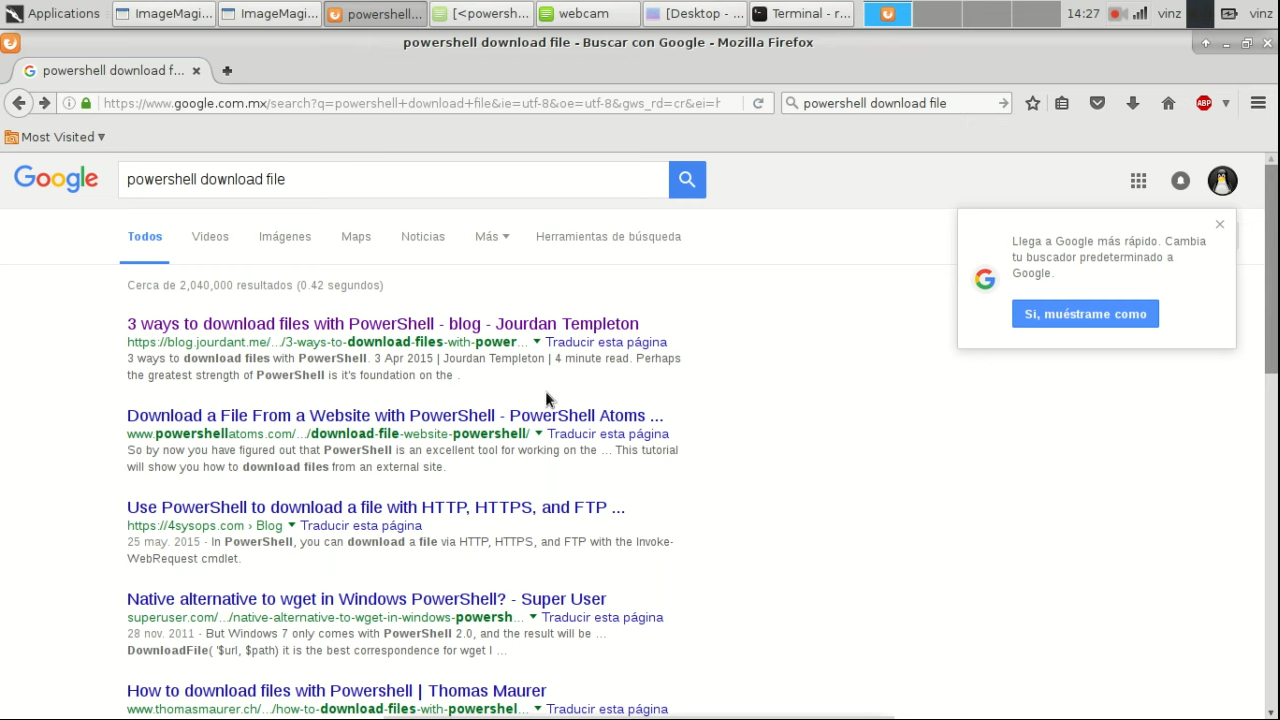 Applications ImageMagi... ImageMagi... powershell... [<powersh... webcam [Desktop - ... Terminal - r... 14:27 vinz vinz
powershell download file - Buscar con Google - Mozilla Firefox
powershell download f...
https://www.google.com.mx/search?q=powershell+download+file&ie=utf-8&oe=utf-8&gws_rd=cr&ei=h
powershell download file
ABP
Most Visited
Google powershell download file
Todos Videos Imágenes Maps Noticias Más Herramientas de búsqueda
Llega a Google más rápido. Cambia
tu buscador predeterminado a
Google.
Si, muéstrame como
Cerca de 2,040,000 resultados (0.42 segundos)
3 ways to download files with PowerShell - blog - Jourdan Templeton
https://blog.jourdant.me/.../3-ways-to-download-files-with-power... Traducir esta página
3 ways to download files with PowerShell. 3 Apr 2015 | Jourdan Templeton | 4 minute read. Perhaps
the greatest strength of PowerShell is it's foundation on the .
Download a File From a Website with PowerShell - PowerShell Atoms ...
www.powershellatoms.com/.../download-file-website-powershell/ Traducir esta página
So by now you have figured out that PowerShell is an excellent tool for working on the ... This tutorial
will show you how to download files from an external site.
Use PowerShell to download a file with HTTP, HTTPS, and FTP ...
https://4sysops.com › Blog Traducir esta página
25 may. 2015 - In PowerShell, you can download a file via HTTP, HTTPS, and FTP with the Invoke-
WebRequest cmdlet.
Native alternative to wget in Windows PowerShell? - Super User
superuser.com/.../native-alternative-to-wget-in-windows-powersh... Traducir esta página
28 nov. 2011 - But Windows 7 only comes with PowerShell 2.0, and the result will be ...
DownloadFile( '$url, $path) it is the best correspondence for wget I ...
How to download files with Powershell | Thomas Maurer
www.thomasmaurer.ch/.../how-to-download-files-with-powershel... Traducir esta página